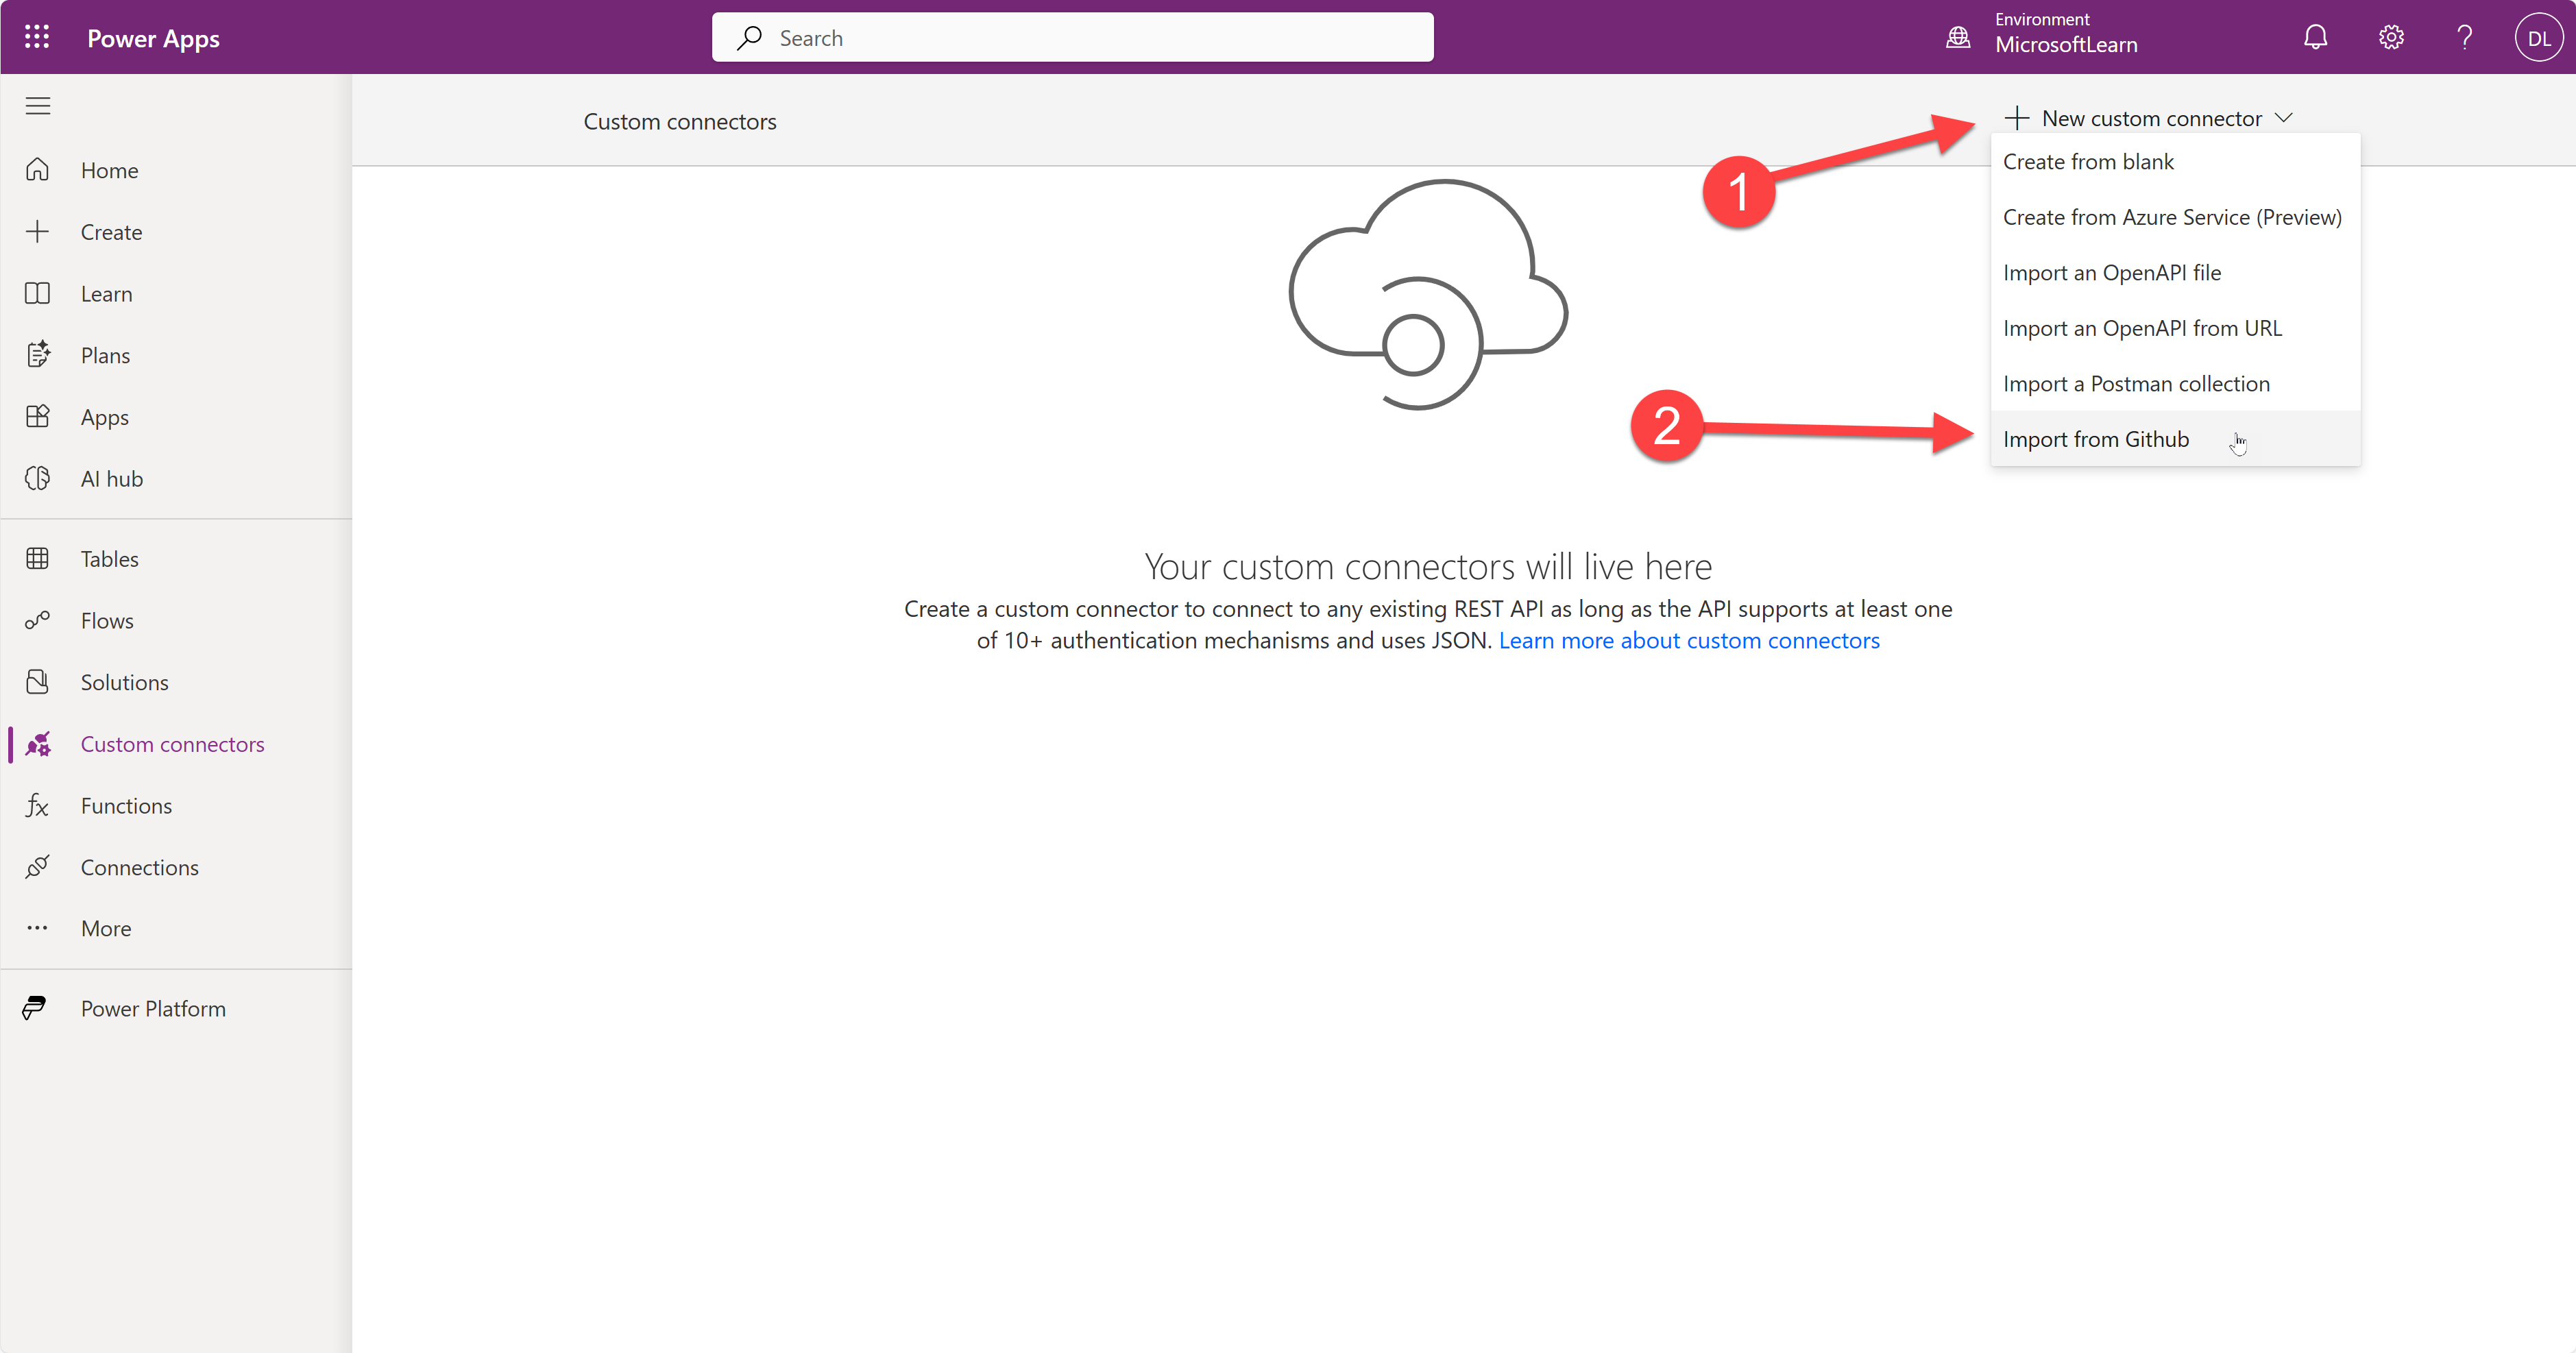 Power Apps
Search
Environment
MicrosoftLearn
DL
Home
Create
Learn
Plans
Apps
AI hub
Tables
Flows
Solutions
Custom connectors
Functions
Connections
More
Power Platform
Custom connectors
New custom connector
1
Create from blank
Create from Azure Service (Preview)
Import an OpenAPI file
Import an OpenAPI from URL
Import a Postman collection
2
Import from Github
Your custom connectors will live here
Create a custom connector to connect to any existing REST API as long as the API supports at least one
of 10+ authentication mechanisms and uses JSON. Learn more about custom connectors